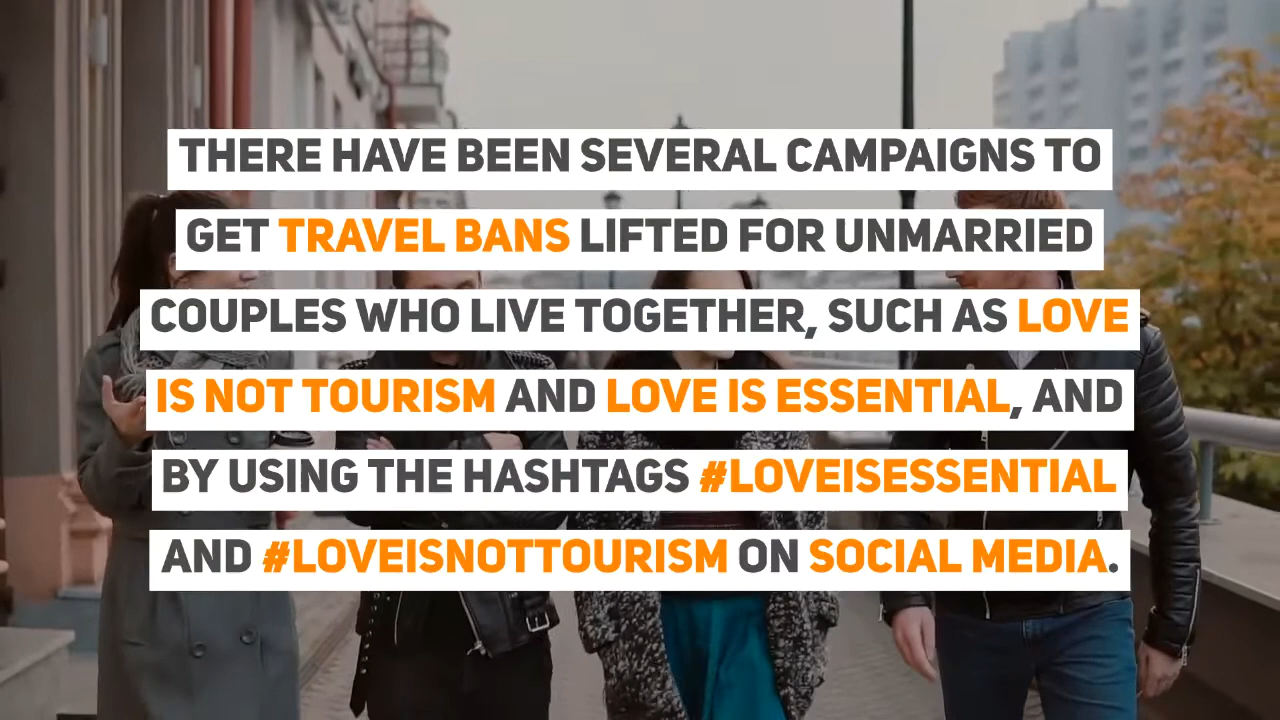 THERE HAVE BEEN SEVERAL CAMPAIGNS TO
GET TRAVEL BANS LIFTED FOR UNMARRIED
COUPLES WHO LIVE TOGETHER, SUCH AS LOVE
IS NOT TOURISM AND LOVE IS ESSENTIAL, AND
BY USING THE HASHTAGS #LOVEISESSENTIAL
AND #LOVEISNOTTOURISM ON SOCIAL MEDIA.